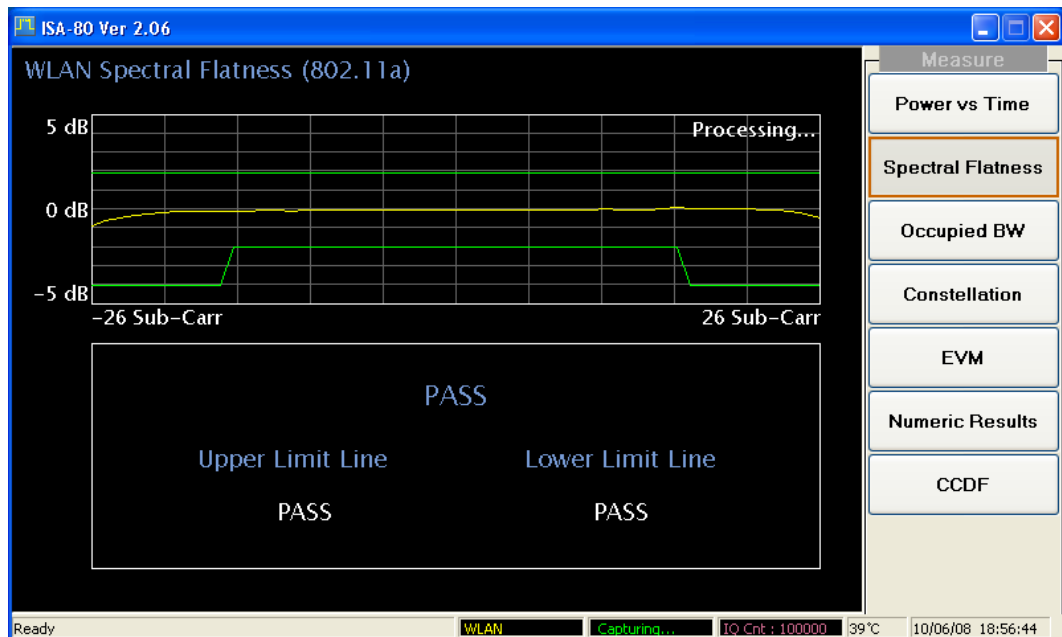 ISA-80 Ver 2.06
WLAN Spectral Flatness (802.11a)
5 dB
Processing...
0 dB
-5 dB
-26 Sub-Carr
26 Sub-Carr
PASS
Upper Limit Line
Lower Limit Line
PASS
PASS
Measure
Power vs Time
Spectral Flatness
Occupied BW
Constellation
EVM
Numeric Results
CCDF
Ready
WLAN
Capturing...
IQ Cnt : 100000
39°C
10/06/08 18:56:44